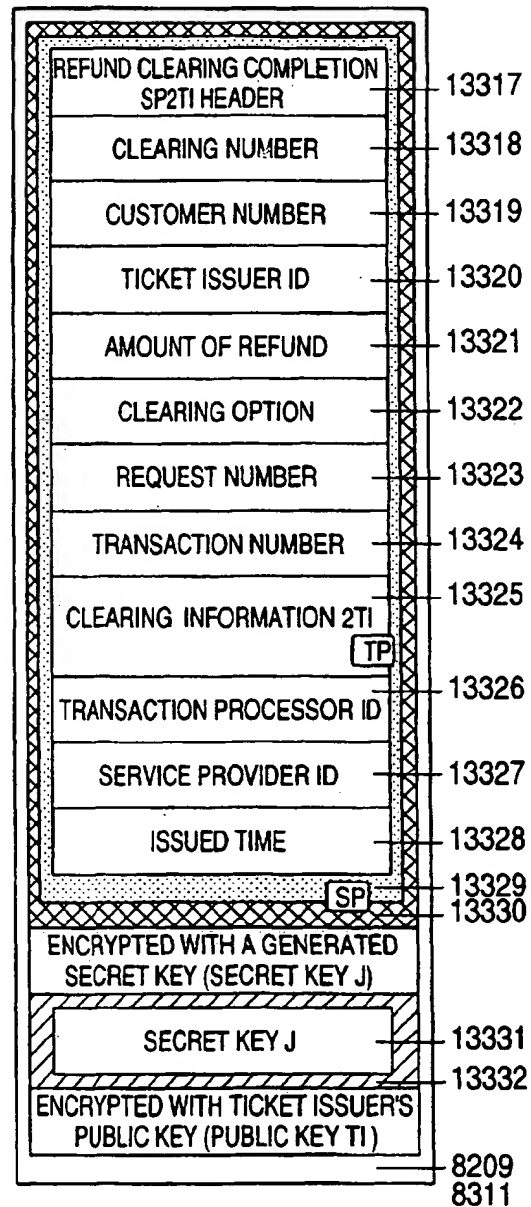 REFUND CLEARING COMPLETION
SP2TI HEADER
13317
CLEARING NUMBER
13318
CUSTOMER NUMBER
13319
TICKET ISSUER ID
13320
AMOUNT OF REFUND
13321
CLEARING OPTION
13322
REQUEST NUMBER
13323
TRANSACTION NUMBER
13324
13325
CLEARING INFORMATION 2TI
TP
13326
TRANSACTION PROCESSOR ID
SERVICE PROVIDER ID
13327
ISSUED TIME
13328
SP
13329
13330
ENCRYPTED WITH A GENERATED
SECRET KEY (SECRET KEY J)
SECRET KEY J
13331
13332
ENCRYPTED WITH TICKET ISSUER'S
PUBLIC KEY (PUBLIC KEY TI )
8209
8311